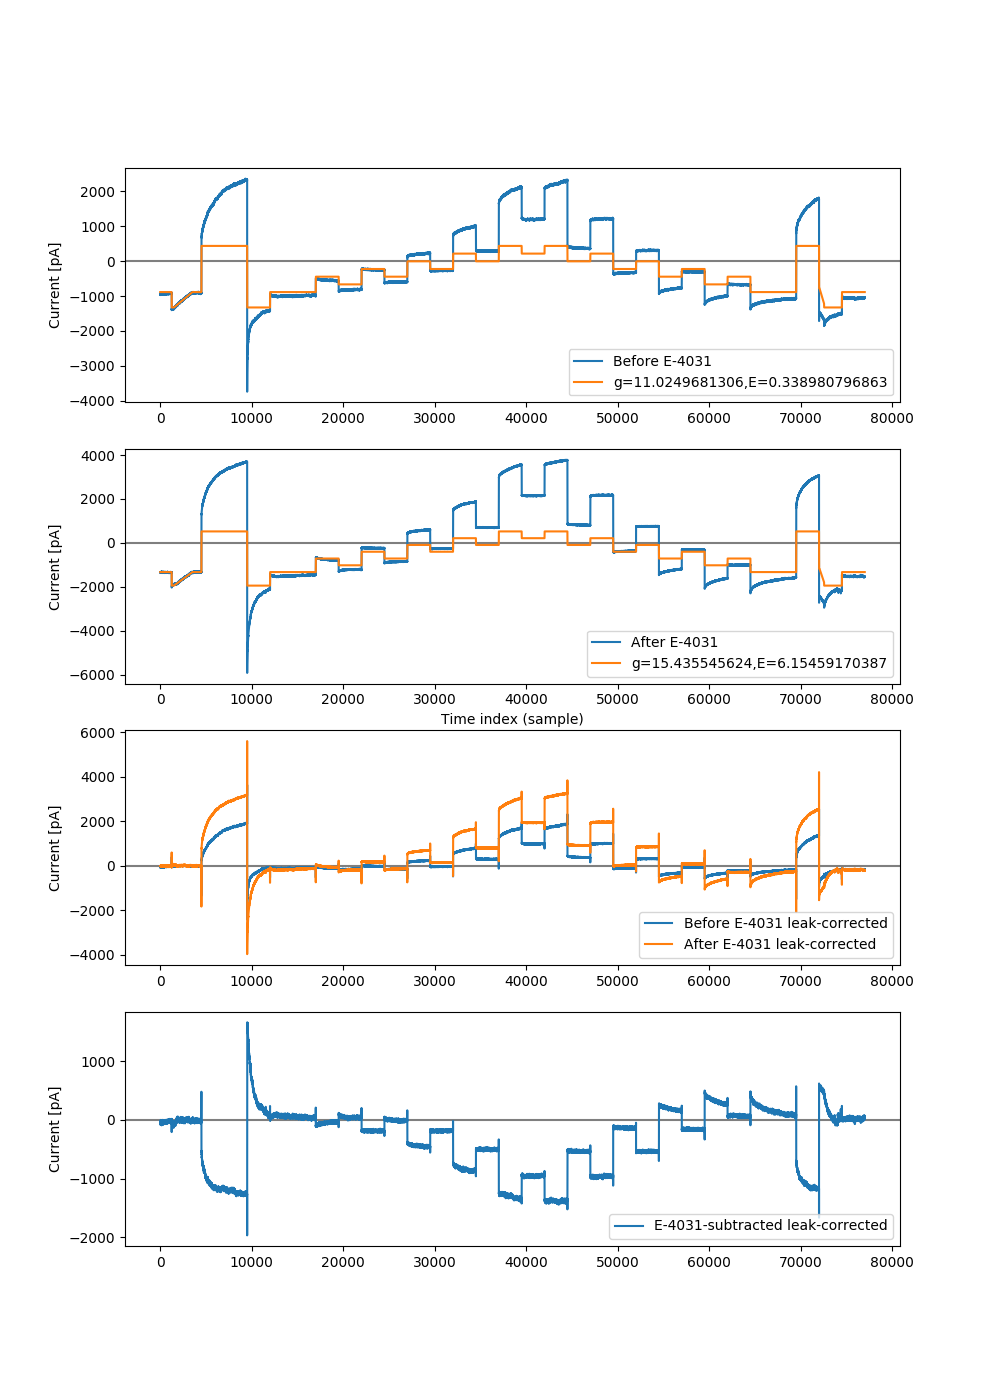 2000
1000
0
−1000
−2000
−3000
−4000
Current [pA]
Before E-4031
g=11.0249681306,E=0.338980796863
0 10000 20000 30000 40000 50000 60000 70000 80000
4000
2000
0
−2000
−4000
−6000
Current [pA]
After E-4031
g=15.435545624,E=6.15459170387
0 10000 20000 30000 40000 50000 60000 70000 80000
Time index (sample)
6000
4000
2000
0
−2000
−4000
Current [pA]
Before E-4031 leak-corrected
After E-4031 leak-corrected
0 10000 20000 30000 40000 50000 60000 70000 80000
1000
0
−1000
−2000
Current [pA]
E-4031-subtracted leak-corrected
0 10000 20000 30000 40000 50000 60000 70000 80000